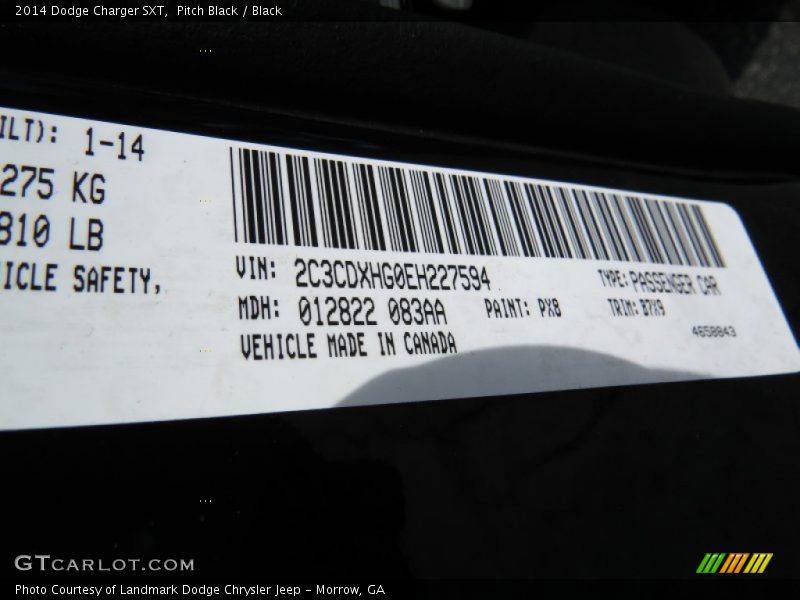 2014 Dodge Charger SXT,  Pitch Black / Black
ILT): 1-14
275 KG
810 LB
ICLE SAFETY,
VIN: 2C3CDXHG0EH227594
TYPE: PASSENGER CAR
MDH: 012822 083AA
PAINT: PX8
TRIM: B7X9
4658843
VEHICLE MADE IN CANADA
GTCARLOT.COM
Photo Courtesy of Landmark Dodge Chrysler Jeep - Morrow, GA